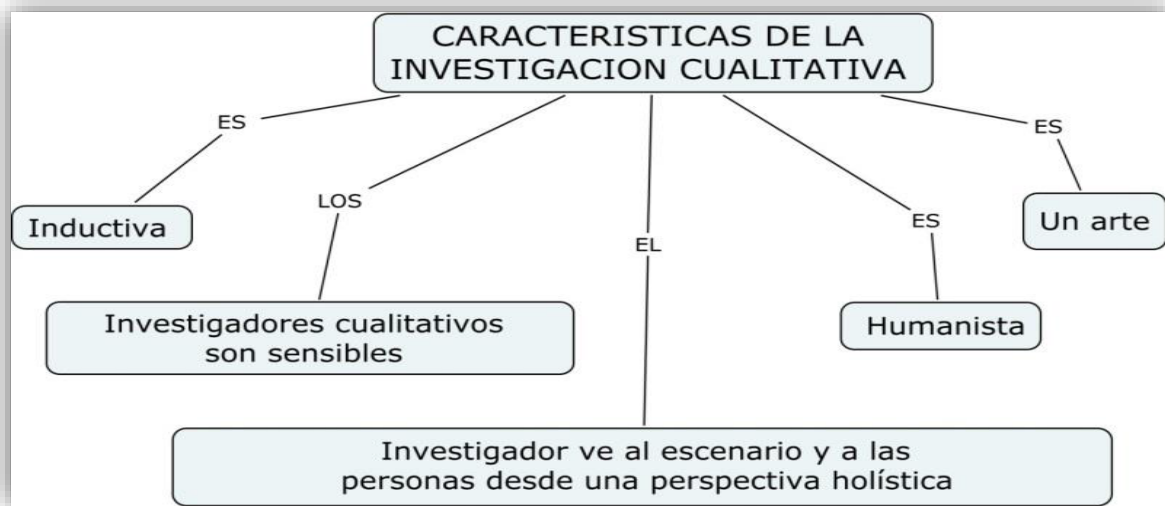 CARACTERISTICAS DE LA
INVESTIGACION CUALITATIVA
ES
Inductiva
LOS
Investigadores cualitativos
son sensibles
EL
Investigador ve al escenario y a las
personas desde una perspectiva holística
ES
Humanista
ES
Un arte